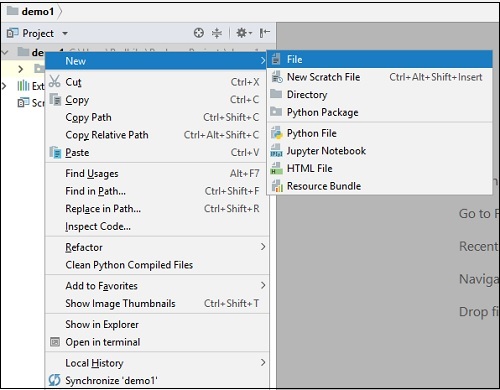 demo1
Project
demo1
New
Cut Ctrl+X
Copy Ctrl+C
Copy Path Ctrl+Shift+C
Copy Relative Path Ctrl+Alt+Shift+C
Paste Ctrl+V
Find Usages Alt+F7
Find in Path... Ctrl+Shift+F
Replace in Path... Ctrl+Shift+R
Inspect Code...
Refactor
Clean Python Compiled Files
Add to Favorites
Show Image Thumbnails Ctrl+Shift+T
Show in Explorer
Open in terminal
Local History
Synchronize 'demo1'
File
New Scratch File Ctrl+Alt+Shift+Insert
Directory
Python Package
Python File
Jupyter Notebook
HTML File
Resource Bundle
Ext
Scr
Go to F
Recent
Naviga
Drop fi